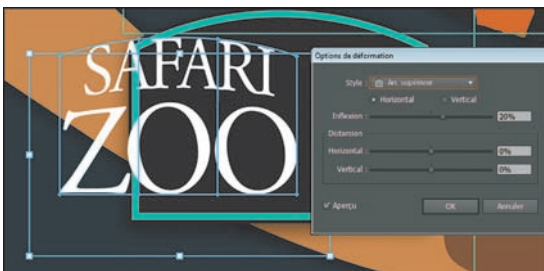 SAFARI
ZOO
Options de déformation
Style : Arc supérieur
Horizontal Vertical
Inflexion : 20%
Distorsion
Horizontal : 0%
Vertical : 0%
Aperçu OK Annuler